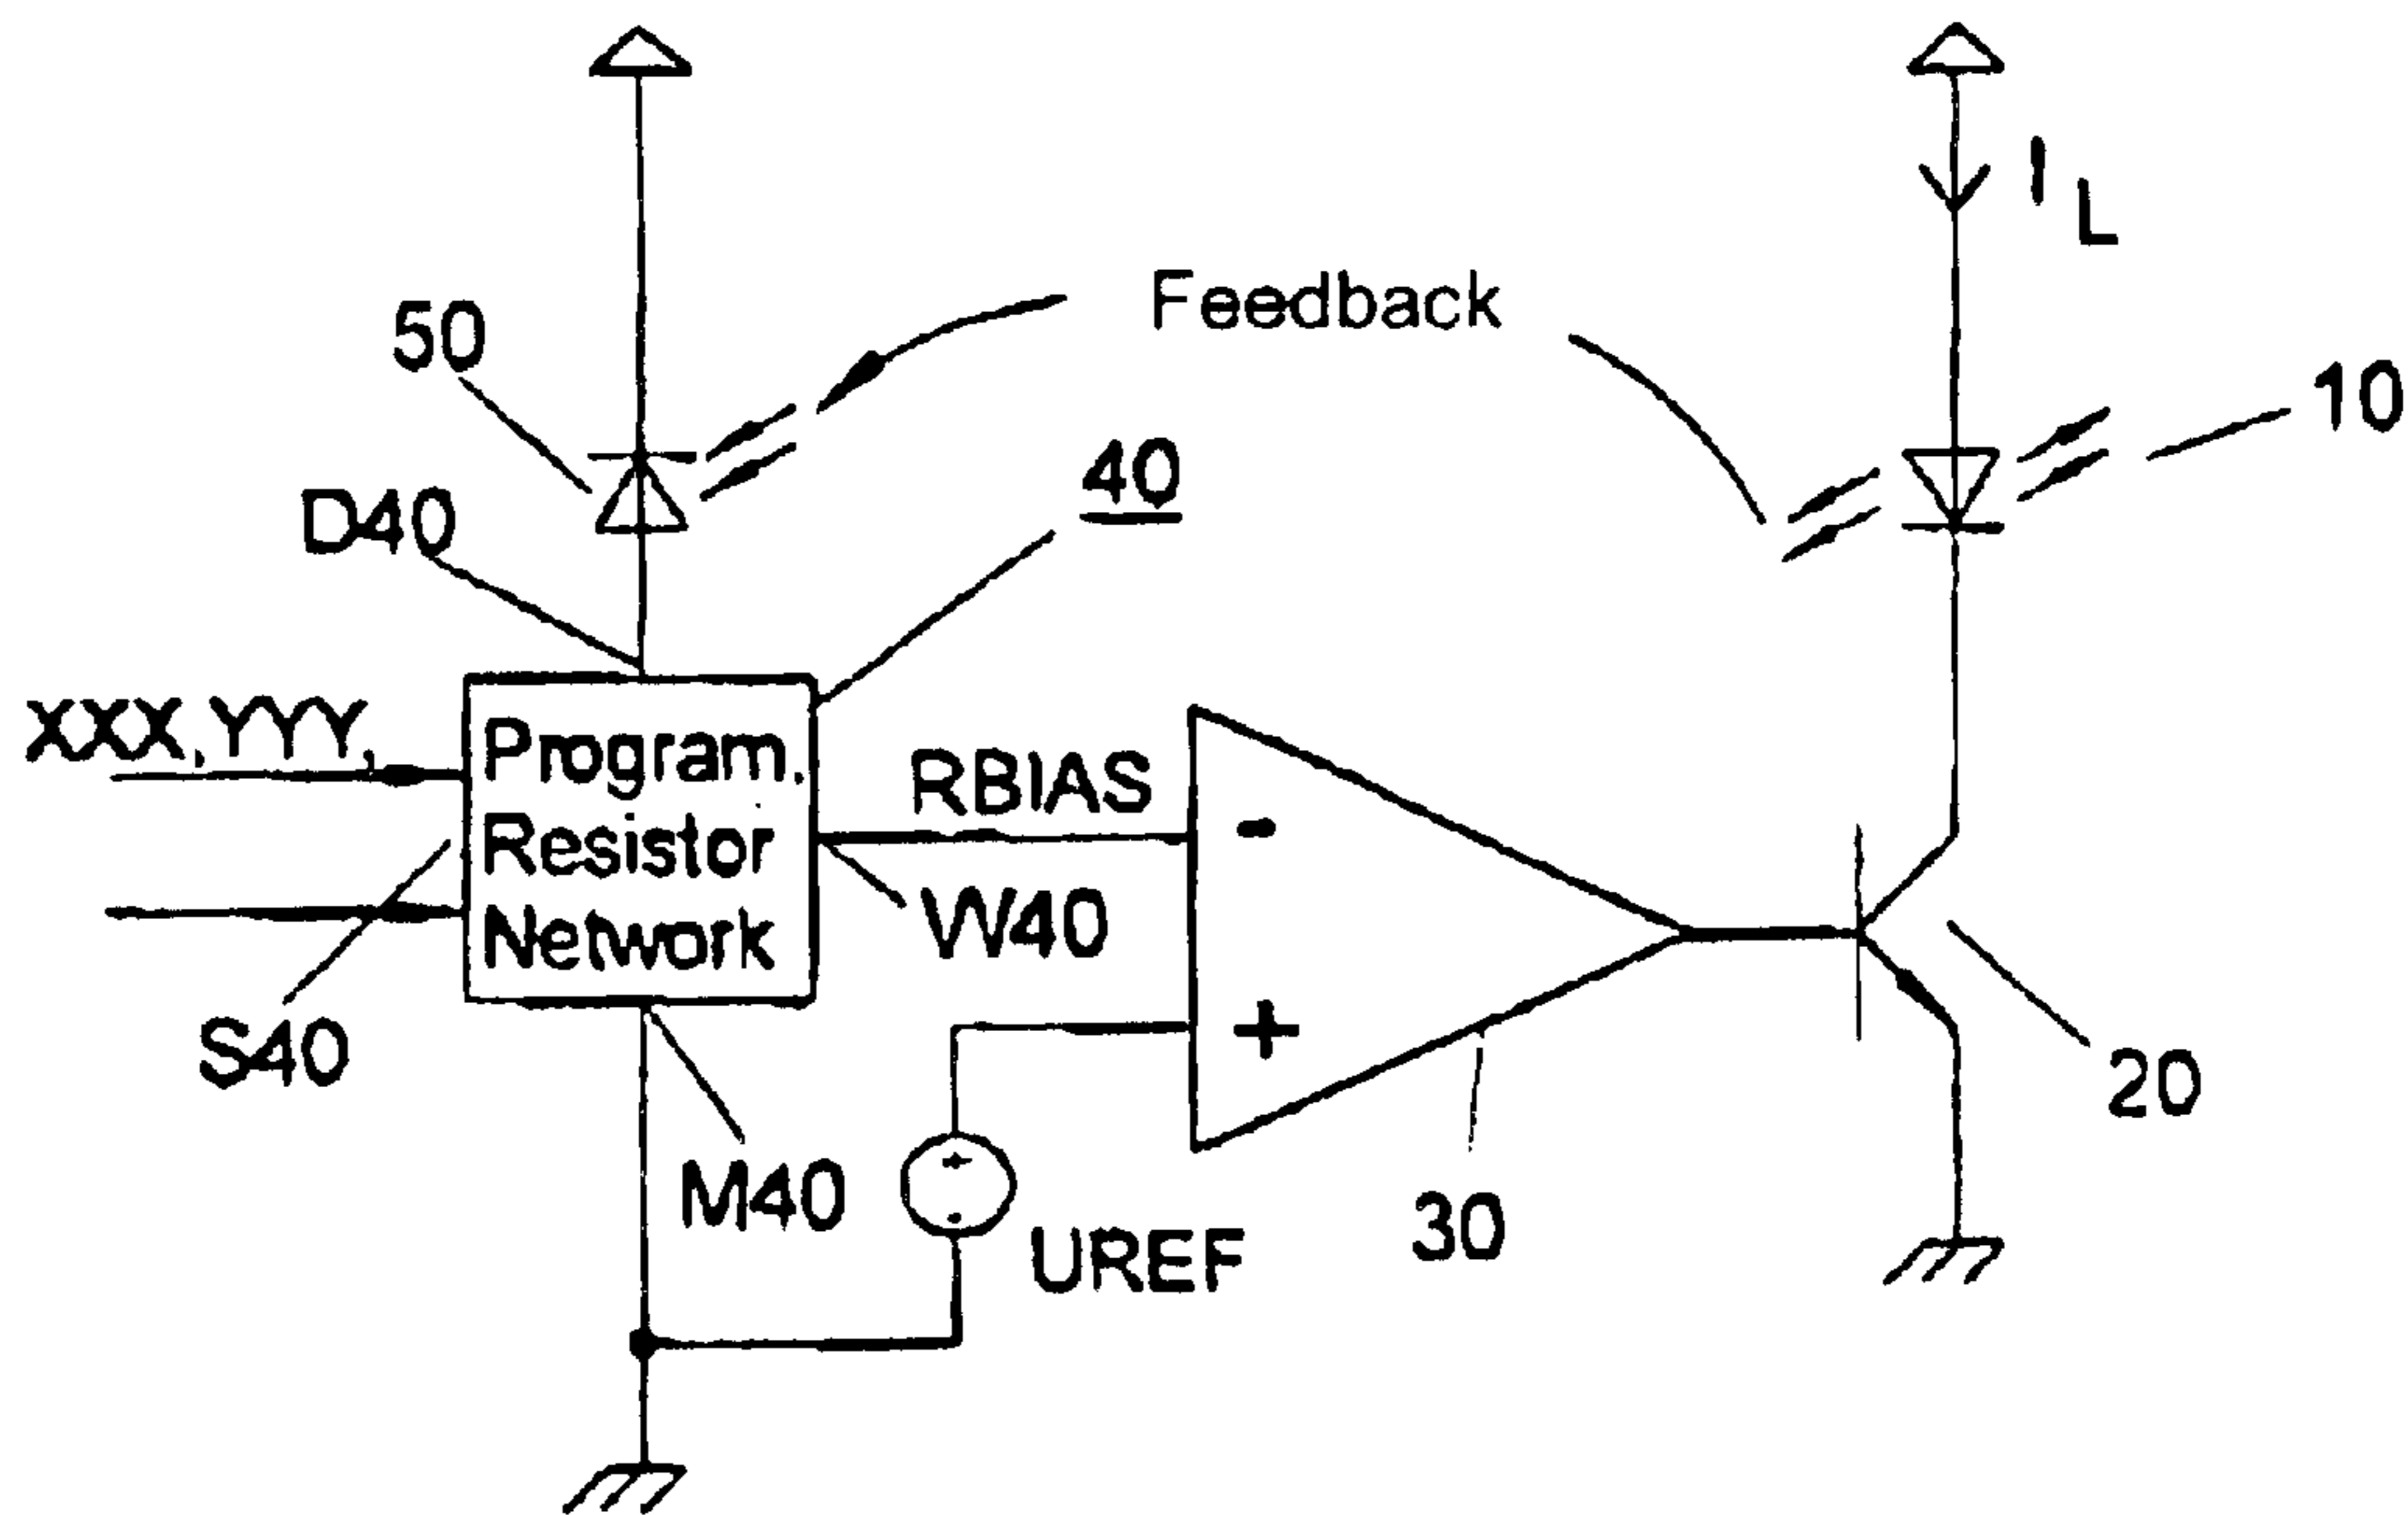 I L
Feedback
50
10
40
D40
XXX,YYY,
Program.
Resistor
Network
RBIAS
-
W40
+
S40
20
M40
30
UREF